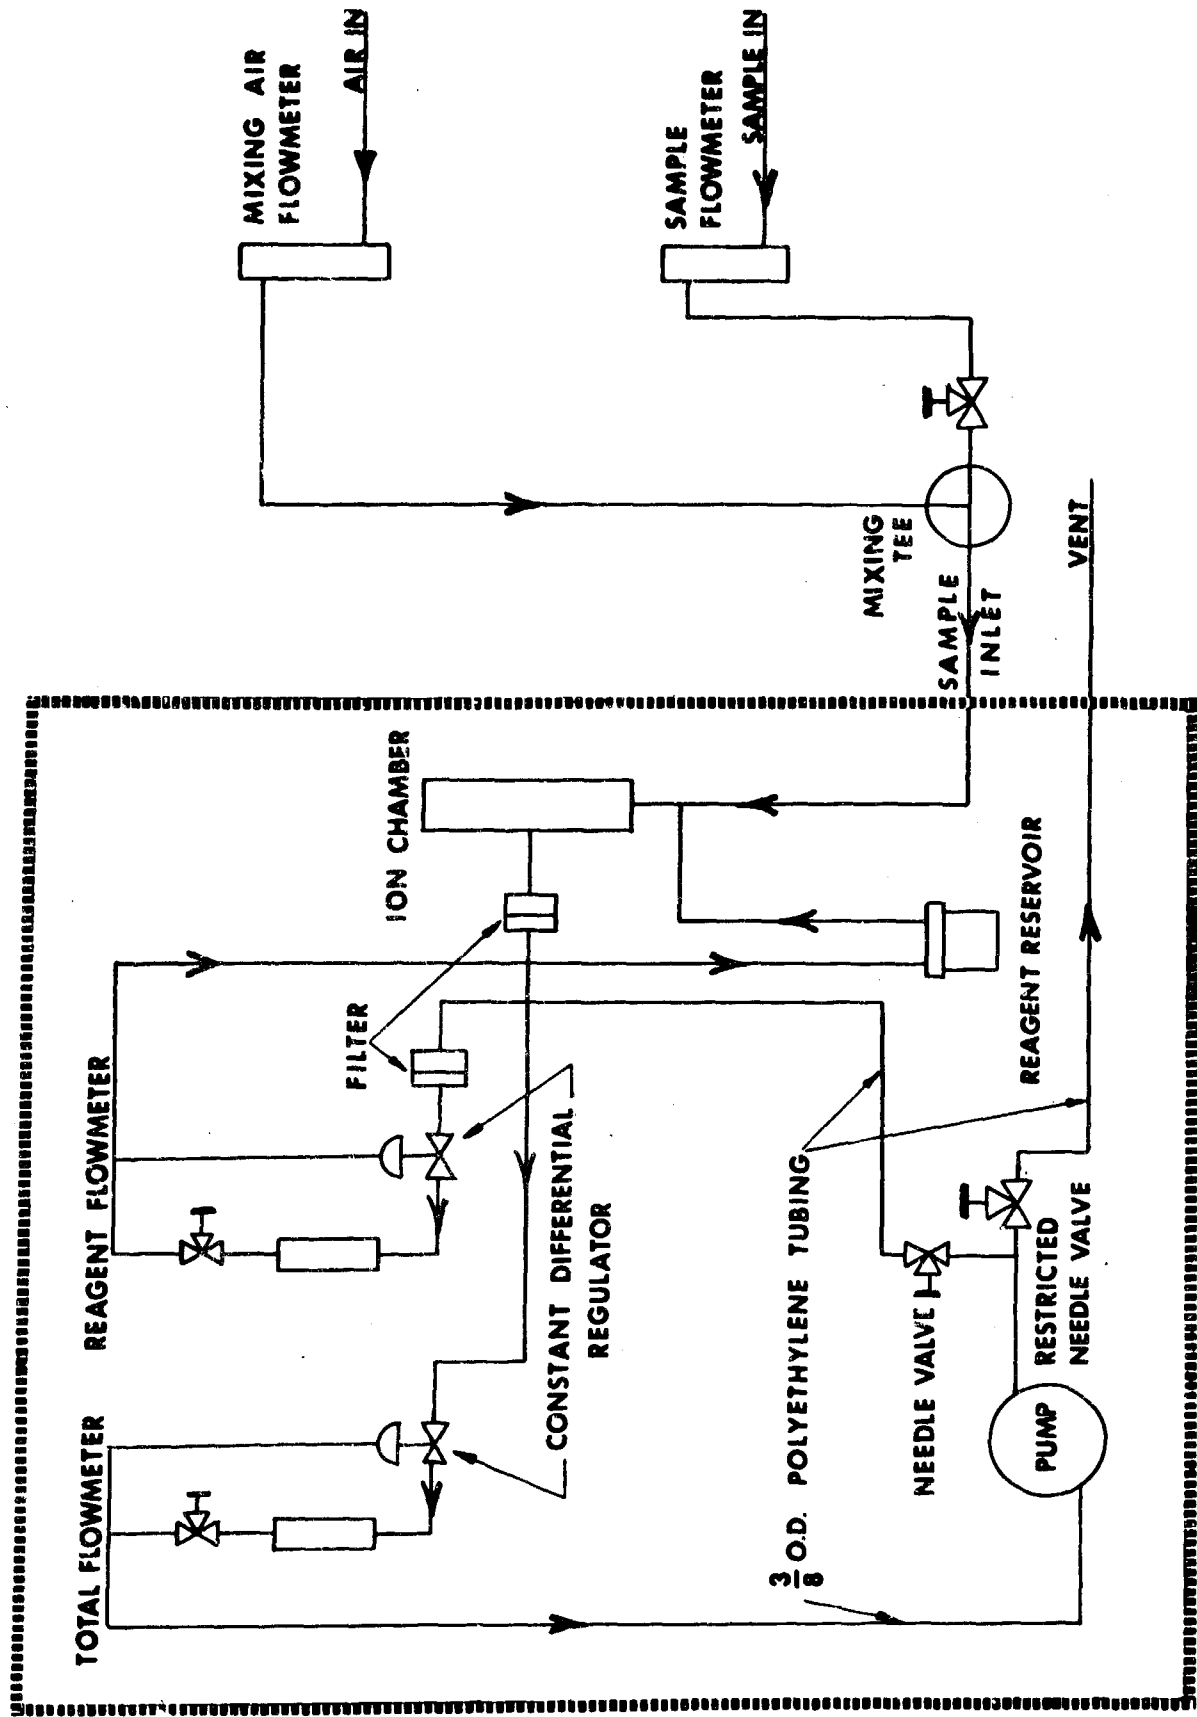 TOTAL FLOWMETER
REAGENT FLOWMETER
FILTER
ION CHAMBER
MIXING AIR
FLOWMETER
AIR IN
CONSTANT DIFFERENTIAL
REGULATOR
SAMPLE
FLOWMETER
SAMPLE IN
3/8 O.D. POLYETHYLENE TUBING
MIXING
TEE
NEEDLE VALVE
SAMPLE
INLET
PUMP
RESTRICTED
NEEDLE VALVE
REAGENT RESERVOIR
VENT